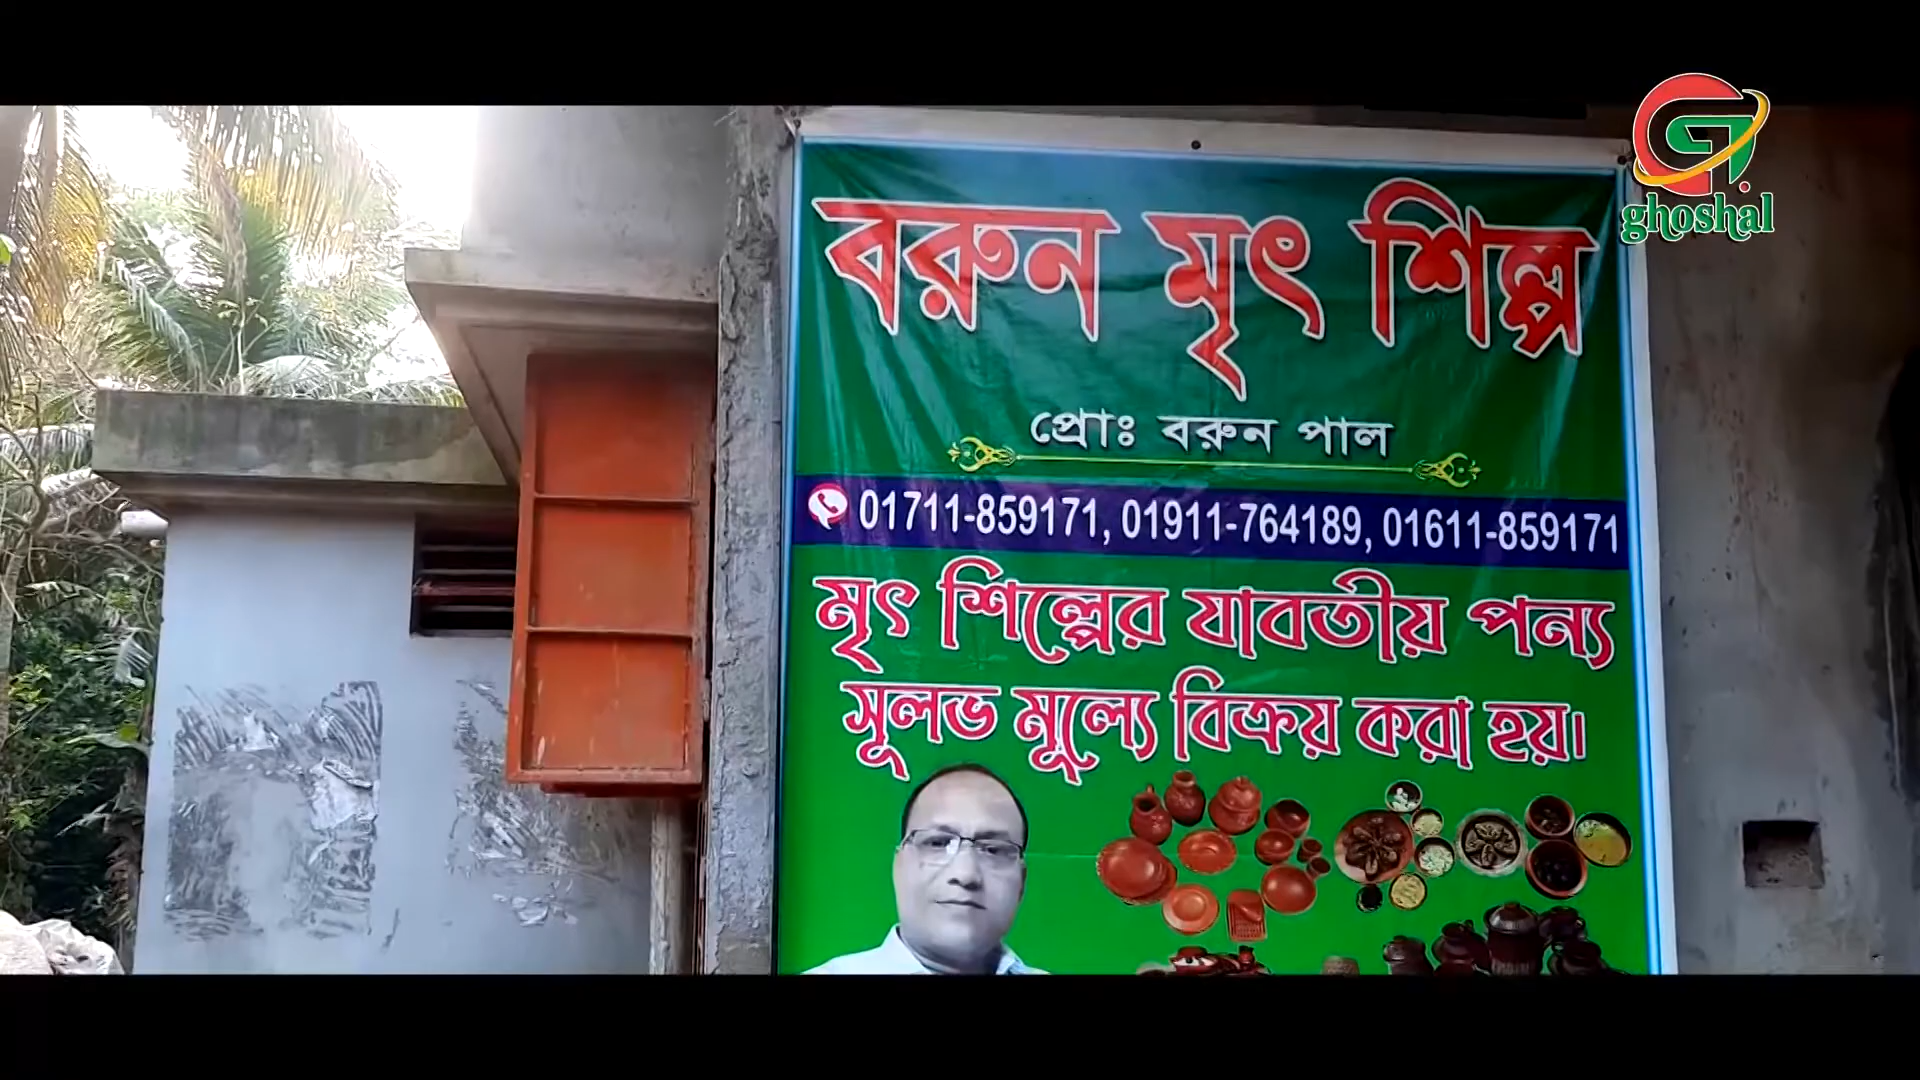 বরুন মৃৎ শিল্প
প্রোঃ বরুন পাল
01711-859171, 01911-764189, 01611-859171
মৃৎ শিল্পের যাবতীয় পন্য
সূলভ মূল্যে বিক্রয় করা হয়।
ghoshal